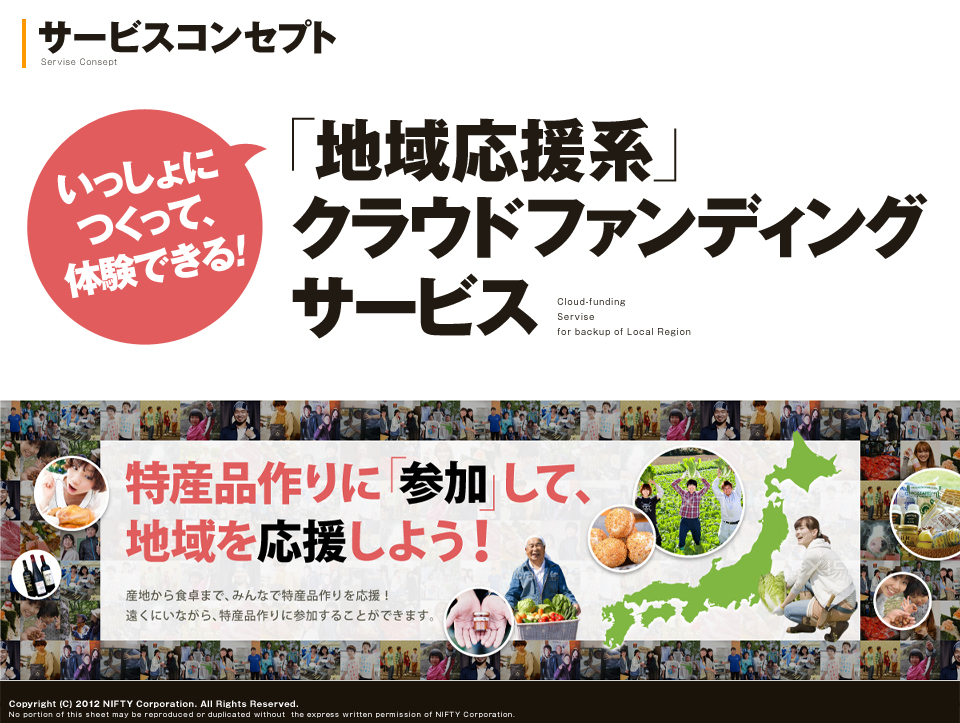 サービスコンセプト
Servise Consept
いっしょに
つくって、
体験できる!
「地域応援系」
クラウドファンディング
サービス
Cloud-funding
Servise
for backup of Local Region
特産品作りに「参加」して、
地域を応援しよう!
産地から食卓まで、みんなで特産品作りを応援!
遠くにいながら、特産品作りに参加することができます。
Copyright (C) 2012 NIFTY Corporation. All Rights Reserved.
No portion of this sheet may be reproduced or duplicated without the express written permission of NIFTY Corporation.